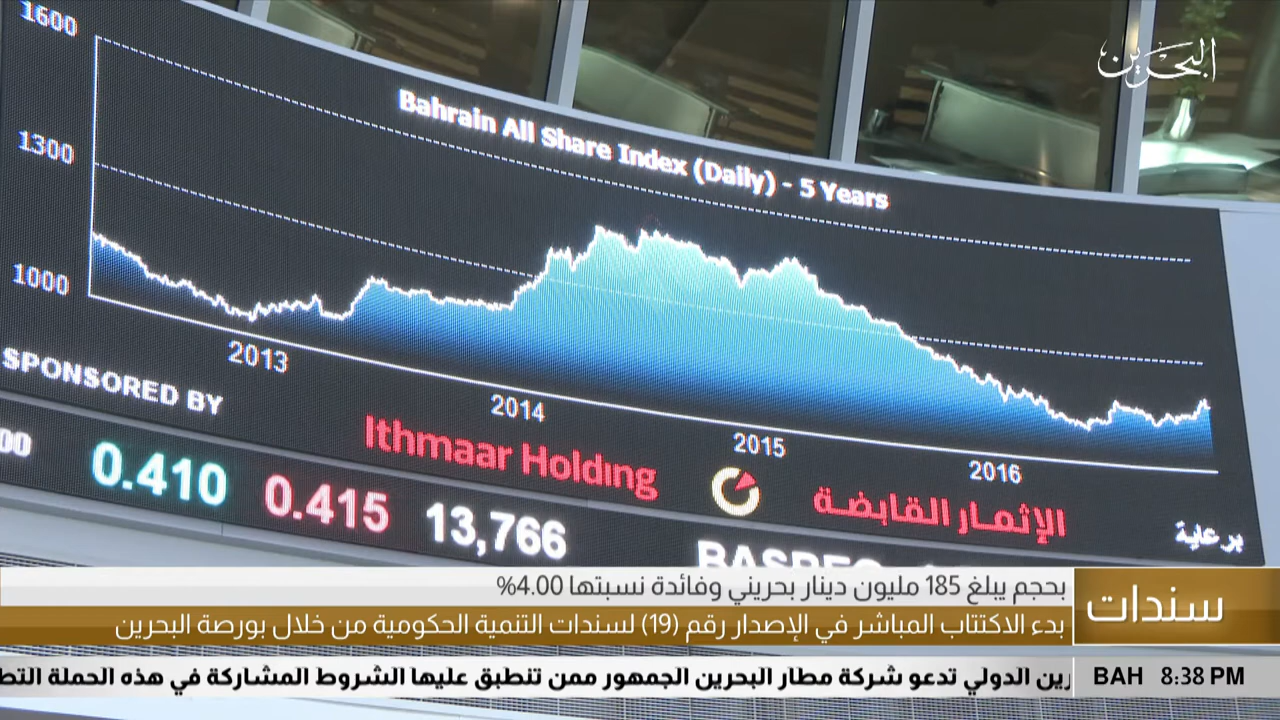 البحرين
1600
Bahrain All Share Index (Daily) - 5 Years
1300
1000
2013
2014
2015
2016
SPONSORED BY
Ithmaar Holding
الإثمار القابضة
برعاية
00
0.410
0.415
13,766
بحجم يبلغ 185 مليون دينار بحريني وفائدة نسبتها 4.00%
سندات
بدء الاكتتاب المباشر في الإصدار رقم (19) لسندات التنمية الحكومية من خلال بورصة البحرين
رين الدولي تدعو شركة مطار البحرين الجمهور ممن تنطبق عليها الشروط المشاركة في هذه الحملة التط
BAH 8:38 PM